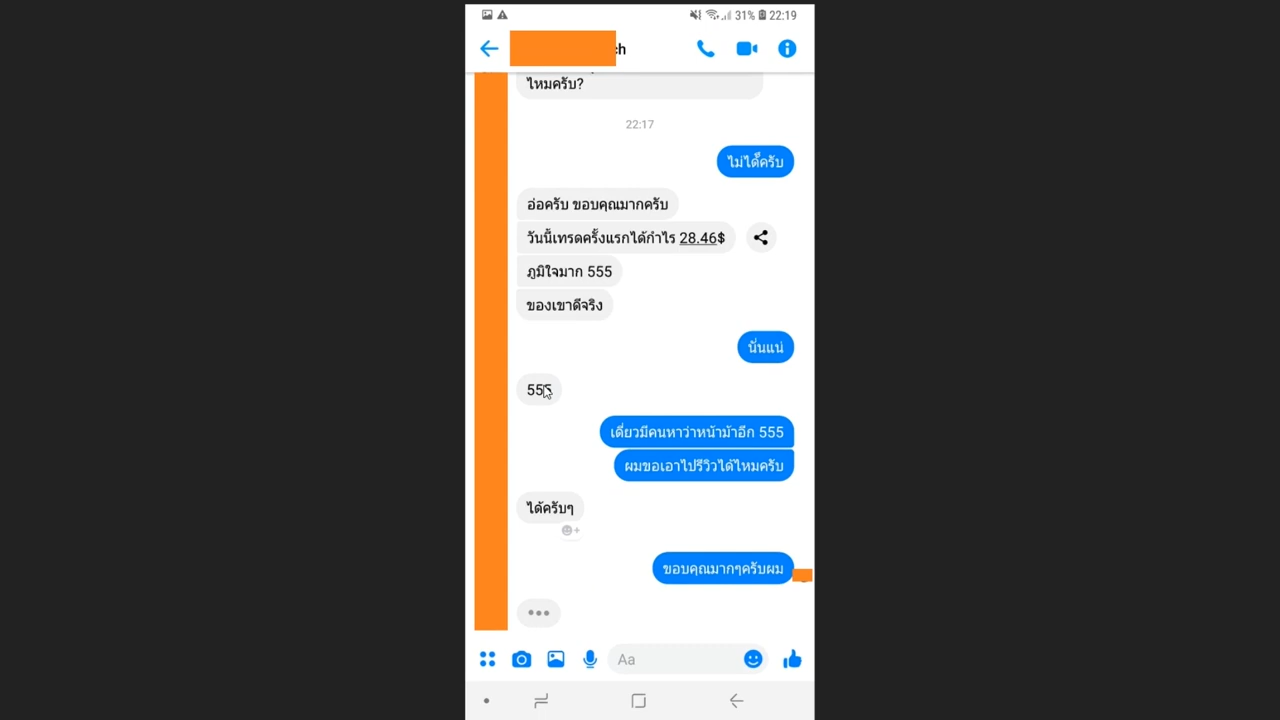 31% 22:19
ch
ไหมครับ?
22:17
ไม่ได้ครับ
อ่อครับ ขอบคุณมากครับ
วันนี้เทรดครั้งแรกได้กำไร 28.46$
ภูมิใจมาก 555
ของเขาดีจริง
นั่นแน่
555
เดี่ยวมีคนหาว่าหน้าม้าอีก 555
ผมขอเอาไปรีวิวได้ไหมครับ
ได้ครับๆ
ขอบคุณมากๆครับผม
Aa